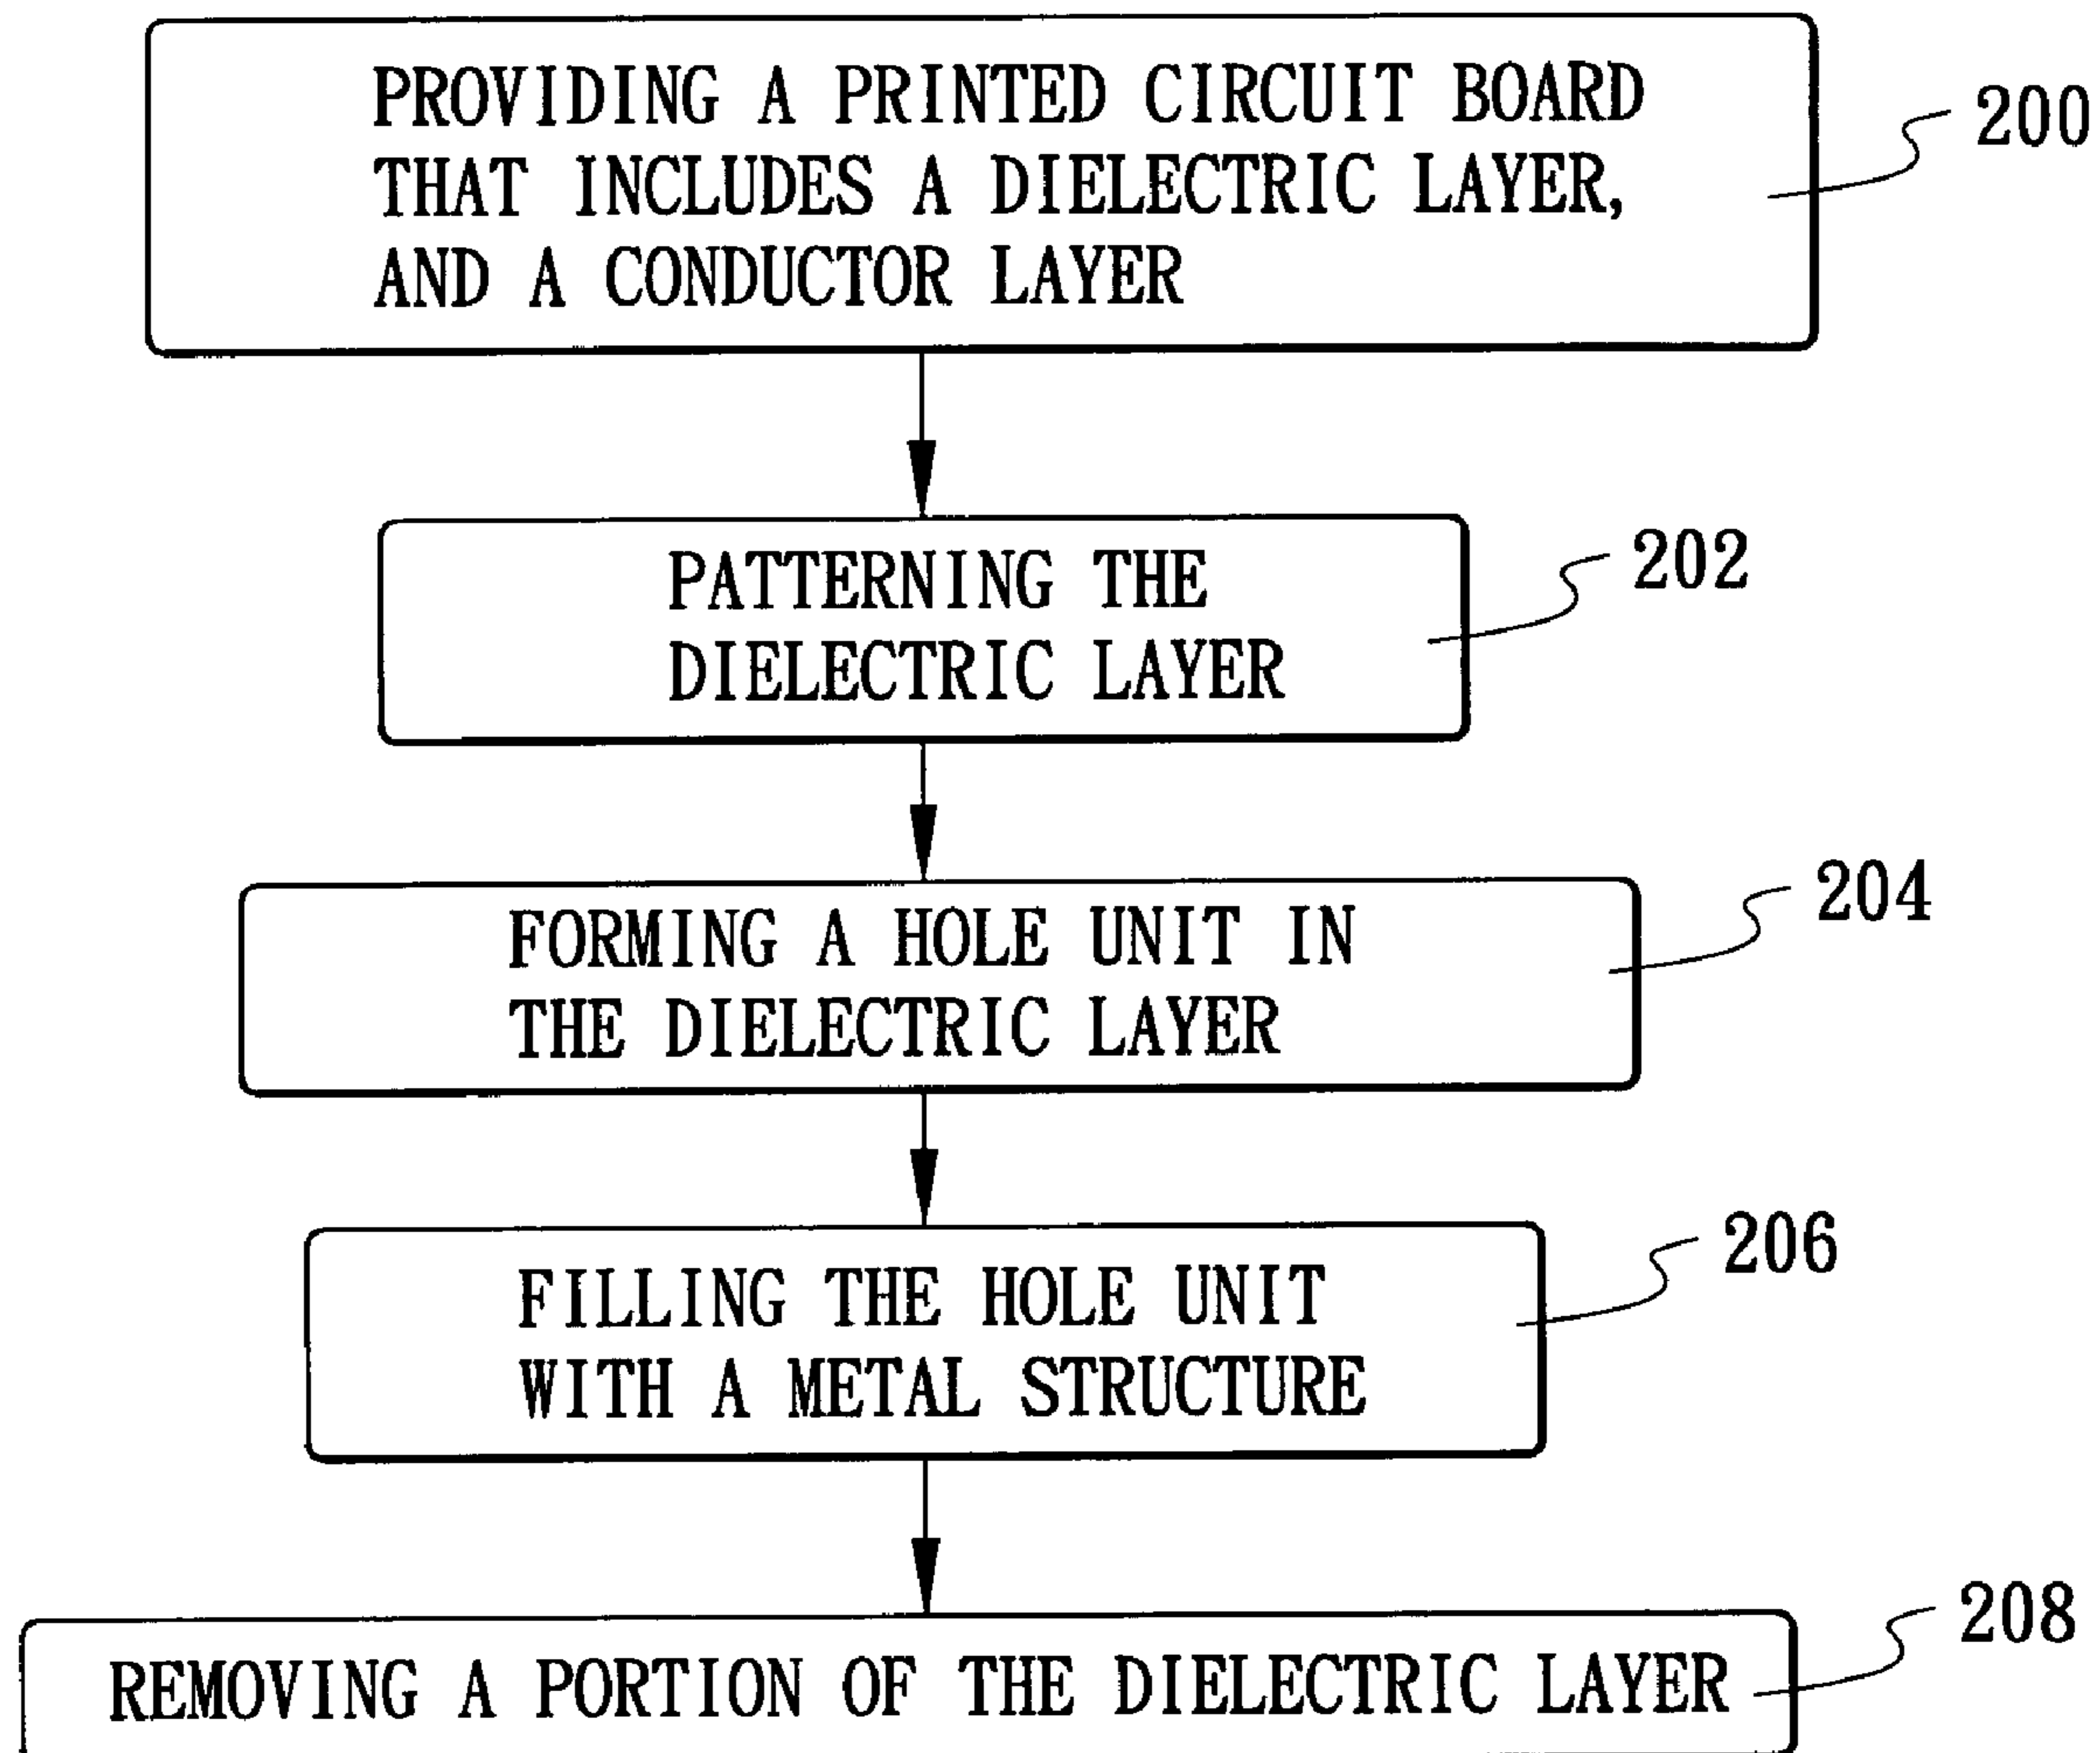 PROVIDING A PRINTED CIRCUIT BOARD
THAT INCLUDES A DIELECTRIC LAYER,
AND A CONDUCTOR LAYER
200
PATTERNING THE
DIELECTRIC LAYER
202
FORMING A HOLE UNIT IN
THE DIELECTRIC LAYER
204
FILLING THE HOLE UNIT
WITH A METAL STRUCTURE
206
REMOVING A PORTION OF THE DIELECTRIC LAYER
208